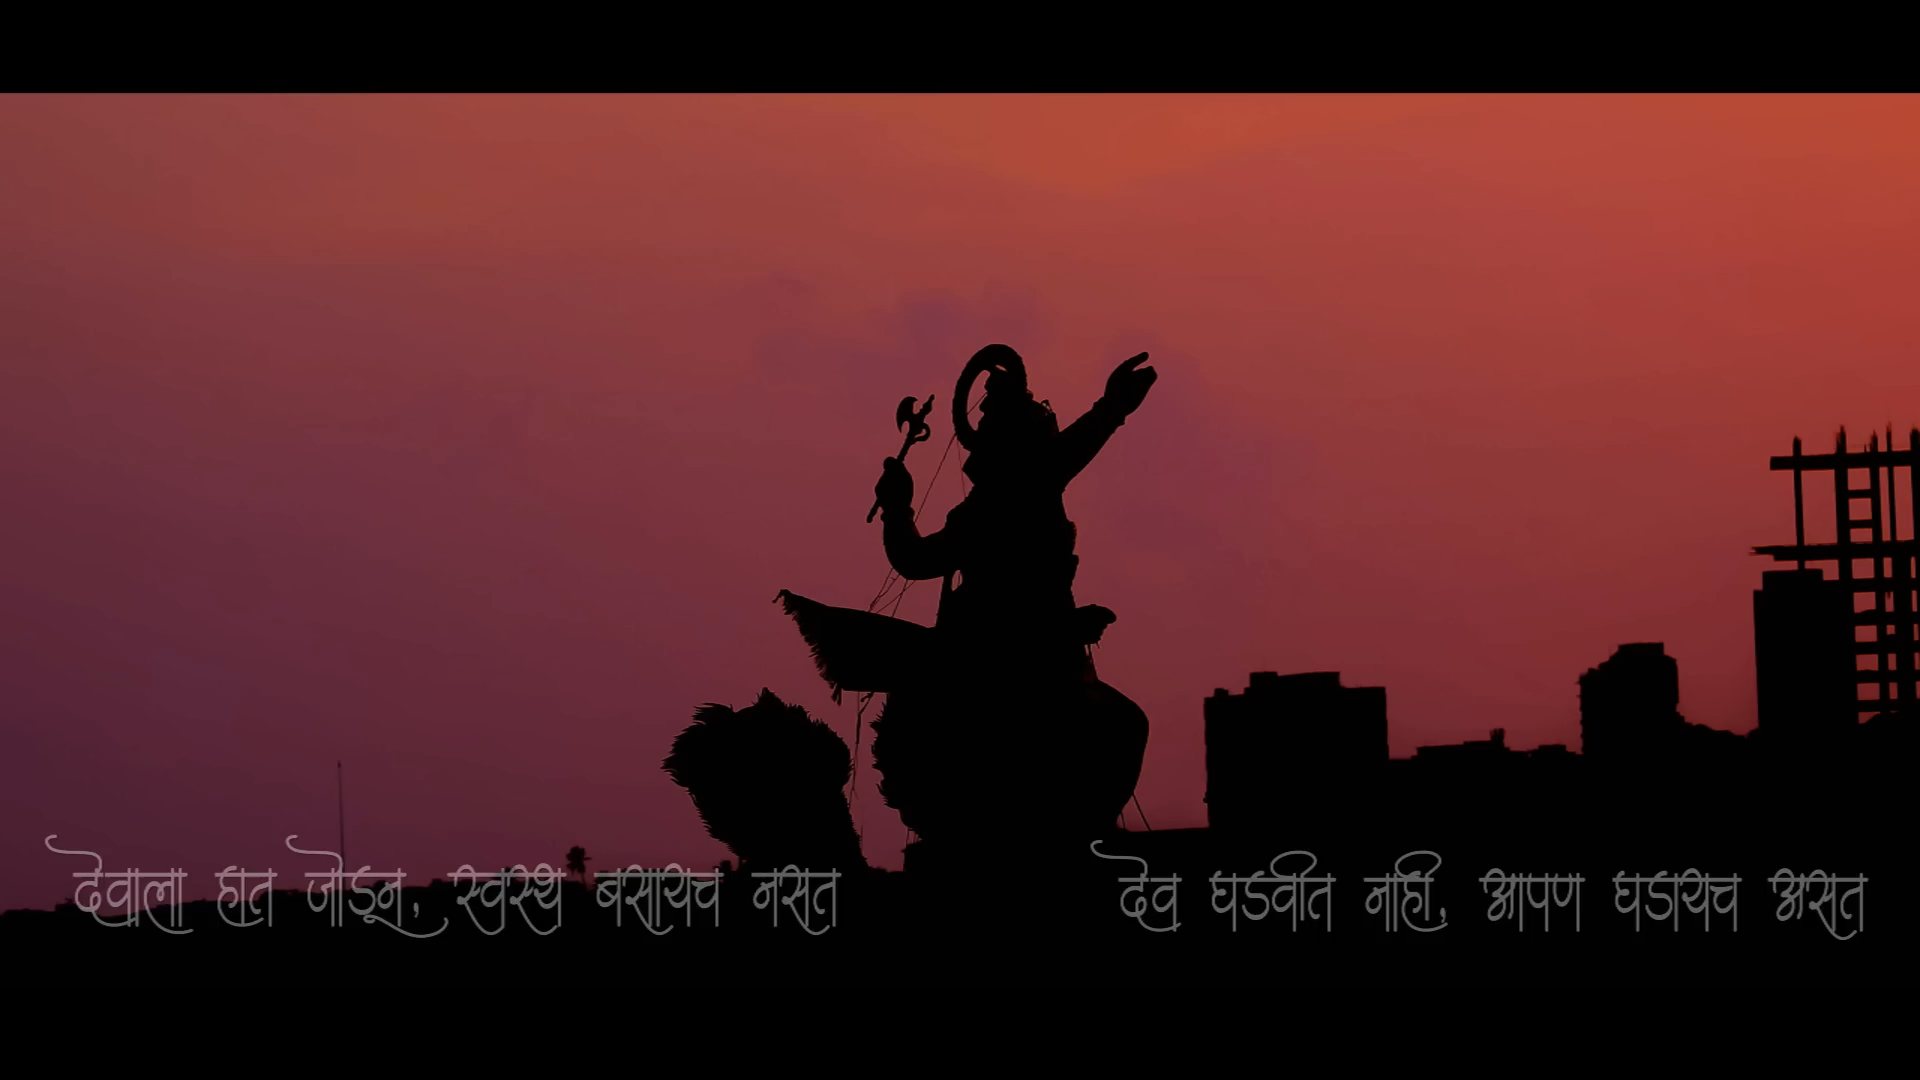 देवाला हात जोडून, स्वस्थ बसायच नसत
देव घडवीत नाही, आपण घडायच असत